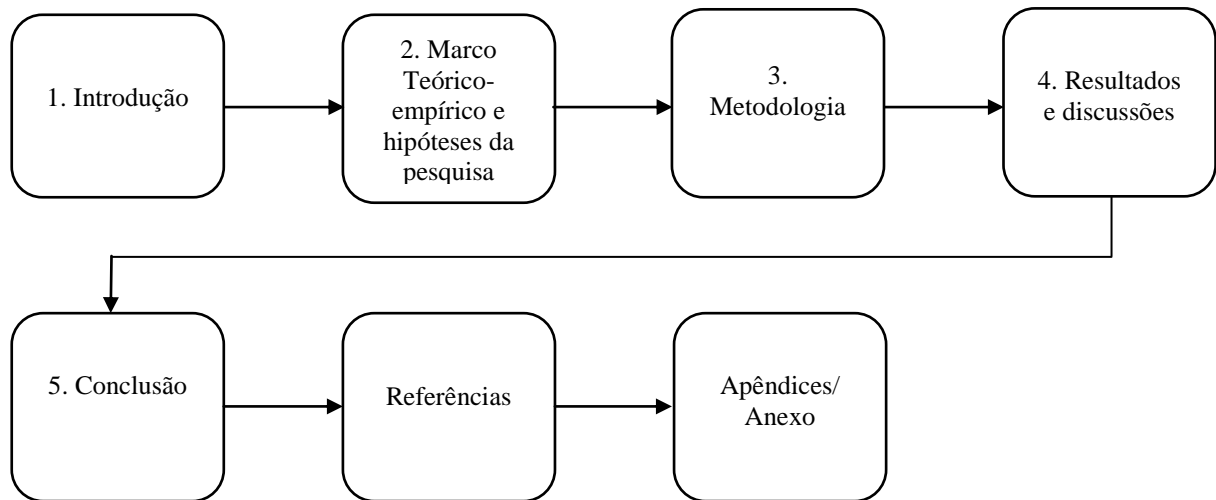 1. Introdução
2. Marco
Teórico-
empírico e
hipóteses da
pesquisa
3.
Metodologia
4. Resultados
e discussões
5. Conclusão
Referências
Apêndices/
Anexo